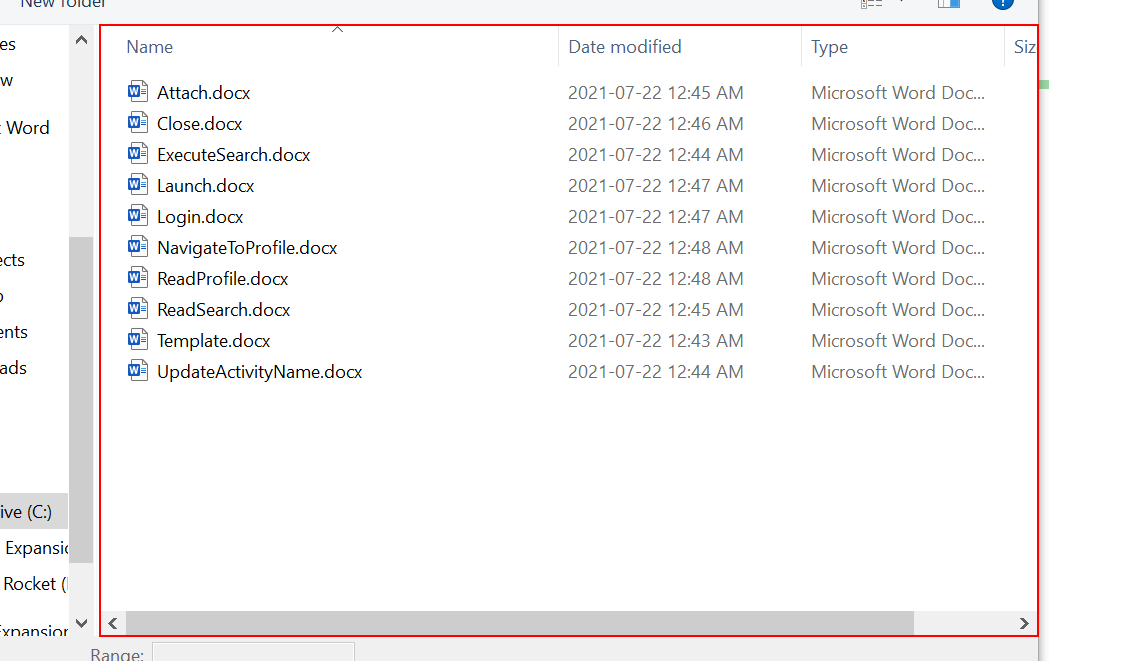 New folder
es
w
t Word
ects
o
ents
ads
ive (C:)
Expansio
Rocket (
Expansion
Name Date modified Type Siz
Attach.docx 2021-07-22 12:45 AM Microsoft Word Doc...
Close.docx 2021-07-22 12:46 AM Microsoft Word Doc...
ExecuteSearch.docx 2021-07-22 12:44 AM Microsoft Word Doc...
Launch.docx 2021-07-22 12:47 AM Microsoft Word Doc...
Login.docx 2021-07-22 12:47 AM Microsoft Word Doc...
NavigateToProfile.docx 2021-07-22 12:48 AM Microsoft Word Doc...
ReadProfile.docx 2021-07-22 12:48 AM Microsoft Word Doc...
ReadSearch.docx 2021-07-22 12:45 AM Microsoft Word Doc...
Template.docx 2021-07-22 12:43 AM Microsoft Word Doc...
UpdateActivityName.docx 2021-07-22 12:44 AM Microsoft Word Doc...
Range: